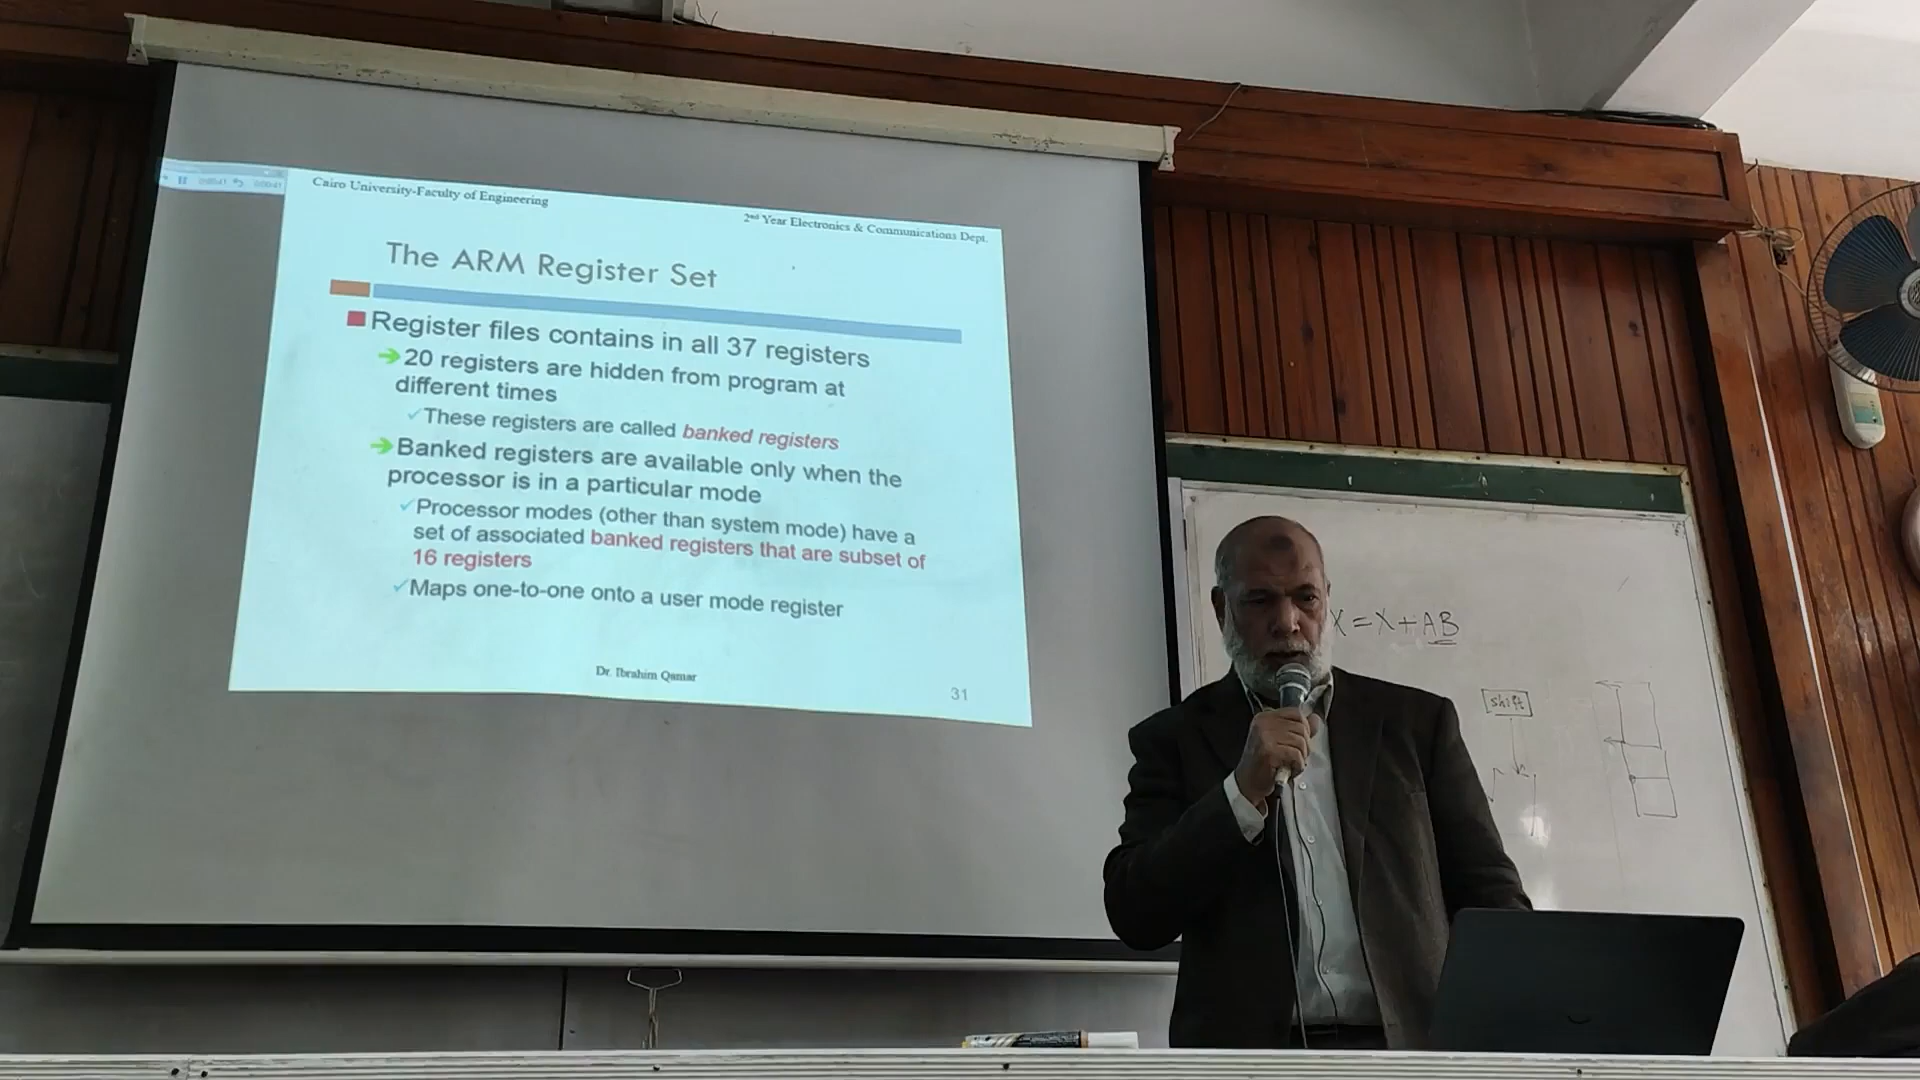 Cairo University-Faculty of Engineering
2nd Year Electronics & Communications Dept.
The ARM Register Set
Register files contains in all 37 registers
20 registers are hidden from program at
different times
These registers are called banked registers
Banked registers are available only when the
processor is in a particular mode
Processor modes (other than system mode) have a
set of associated banked registers that are subset of
16 registers
Maps one-to-one onto a user mode register
Dr. Ibrahim Qamar
31
X=X+AB
shift